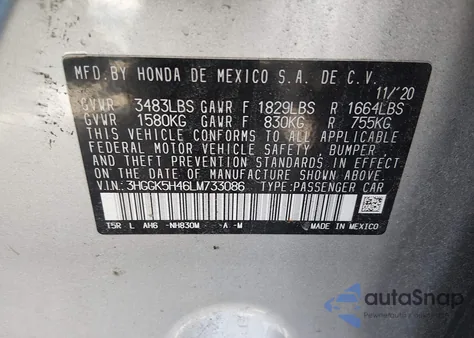 MFD.BY HONDA DE MEXICO S.A. DE C.V.
11/'20
GVWR 3483LBS GAWR F 1829LBS R 1664LBS
GVWR 1580KG GAWR F 830KG R 755KG
THIS VEHICLE CONFORMS TO ALL APPLICABLE
FEDERAL MOTOR VEHICLE SAFETY, BUMPER
AND THEFT PREVENTION STANDARDS IN EFFECT
ON THE DATE OF MANUFACTURE SHOWN ABOVE.
V.I.N.: 3HGGK5H46LM733086 TYPE:PASSENGER CAR
T5R L AHG -NH830M -A -M MADE IN MEXICO
autoSnap